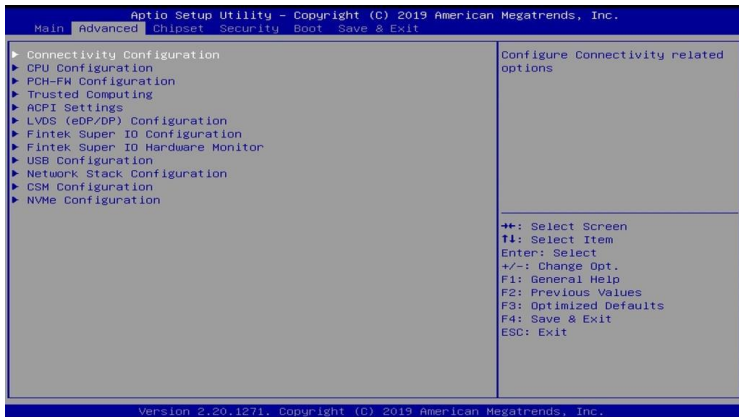 Aptio Setup Utility – Copyright (C) 2019 American Megatrends, Inc.
Main Advanced Chipset Security Boot Save & Exit
▶ Connectivity Configuration
▶ CPU Configuration
▶ PCH-FW Configuration
▶ Trusted Computing
▶ ACPI Settings
▶ LVDS (eDP/DP) Configuration
▶ Fintek Super IO Configuration
▶ Fintek Super IO Hardware Monitor
▶ USB Configuration
▶ Network Stack Configuration
▶ CSM Configuration
▶ NVMe Configuration
Configure Connectivity related
options
→←: Select Screen
↑↓: Select Item
Enter: Select
+/-: Change Opt.
F1: General Help
F2: Previous Values
F3: Optimized Defaults
F4: Save & Exit
ESC: Exit
Version 2.20.1271. Copyright (C) 2019 American Megatrends, Inc.